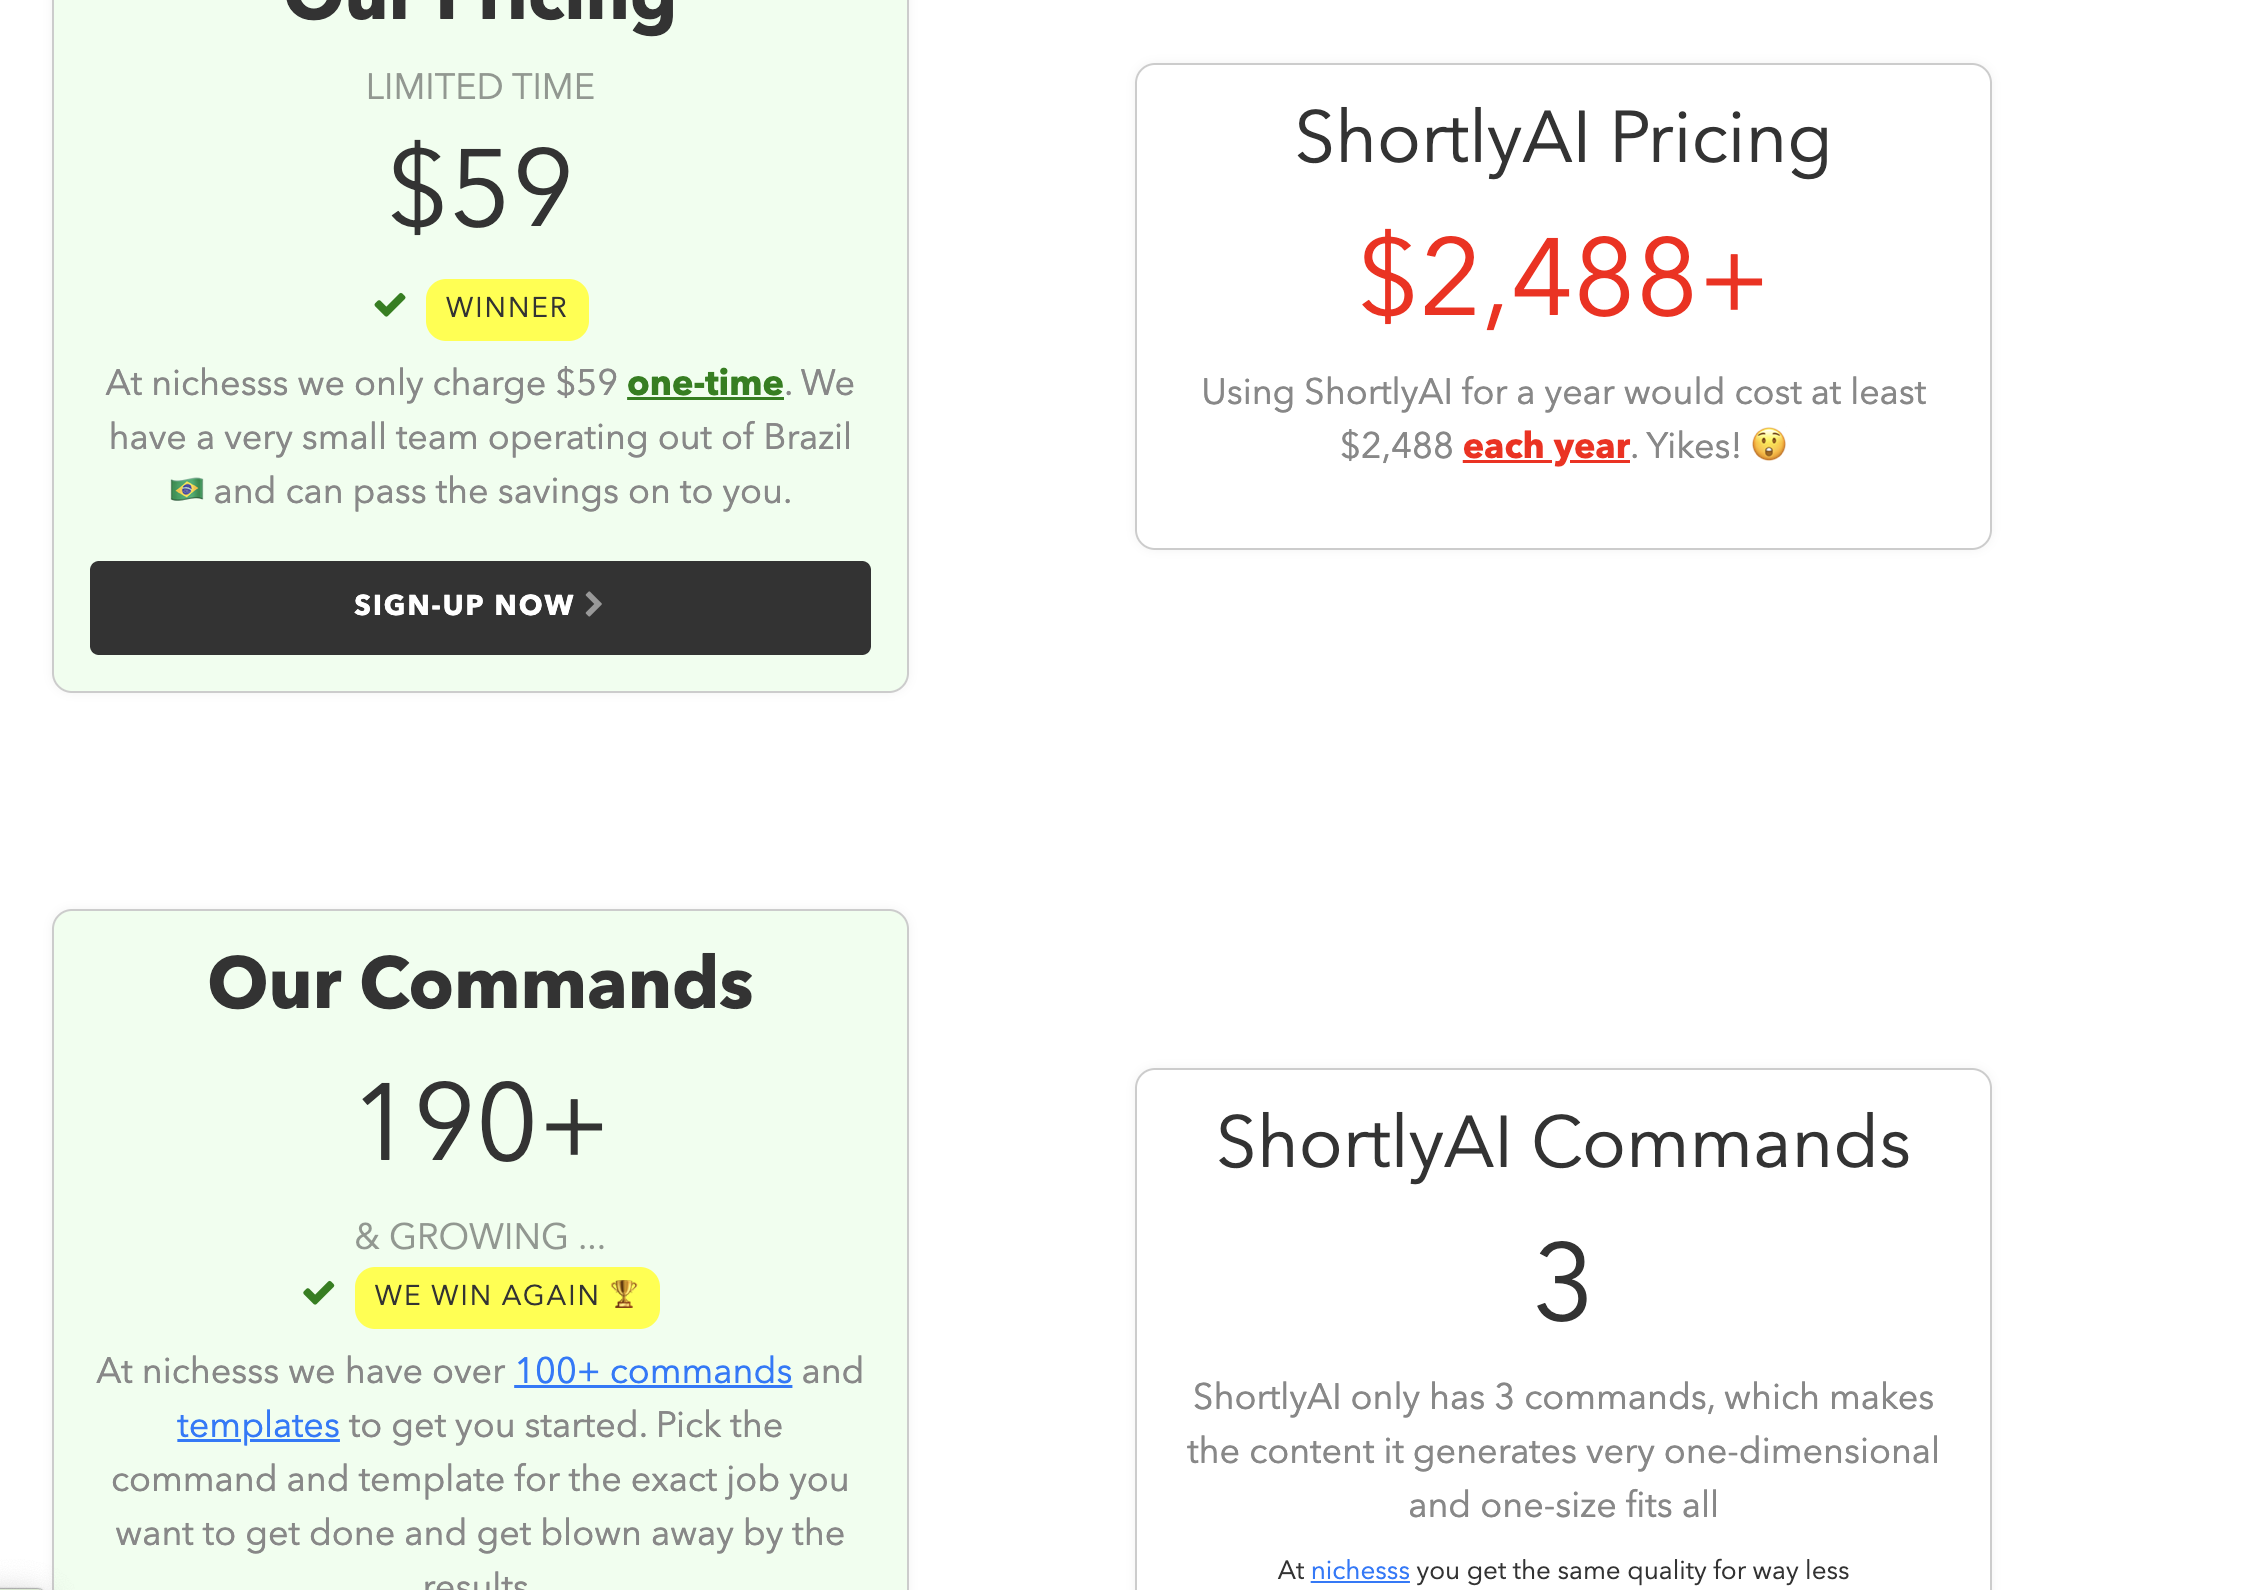 Our Pricing
LIMITED TIME
$59
WINNER
At nichesss we only charge $59 one-time. We
have a very small team operating out of Brazil
🇧🇷 and can pass the savings on to you.
SIGN-UP NOW
ShortlyAI Pricing
$2,488+
Using ShortlyAI for a year would cost at least
$2,488 each year. Yikes! 😲
Our Commands
190+
& GROWING ...
WE WIN AGAIN 🏆
At nichesss we have over 100+ commands and
templates to get you started. Pick the
command and template for the exact job you
want to get done and get blown away by the
results
ShortlyAI Commands
3
ShortlyAI only has 3 commands, which makes
the content it generates very one-dimensional
and one-size fits all
At nichesss you get the same quality for way less